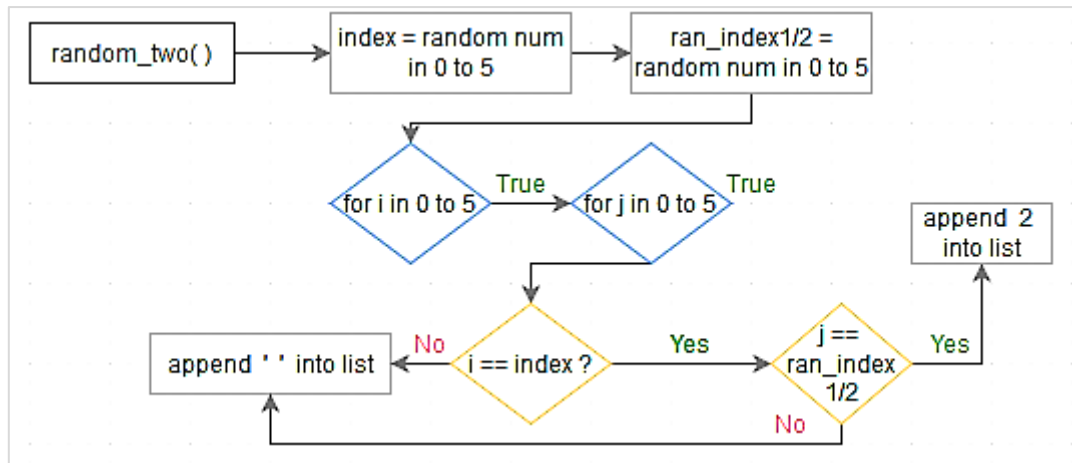 random_two( )
index = random num
in 0 to 5
ran_index1/2 =
random num in 0 to 5
for i in 0 to 5
True
for j in 0 to 5
True
append 2
into list
append ' ' into list
No
i == index ?
Yes
j ==
ran_index
1/2
Yes
No